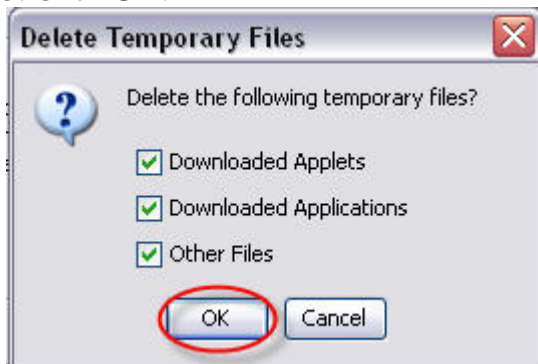 Delete Temporary Files
Delete the following temporary files?
Downloaded Applets
Downloaded Applications
Other Files
OK Cancel